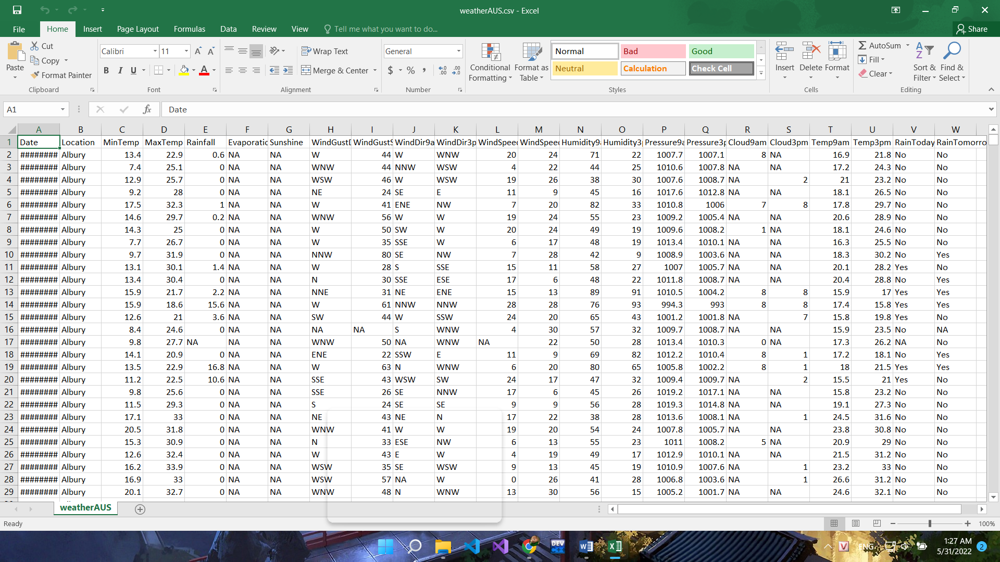 weatherAUS.csv - Excel
File Home Insert Page Layout Formulas Data Review View Tell me what you want to do... Share
Paste Cut Copy Format Painter Clipboard
Calibri 11 B I U Font
Wrap Text Merge & Center Alignment
General $ % , Number
Conditional Formatting Format as Table Normal Bad Good Neutral Calculation Check Cell Styles
Insert Delete Format Cells
AutoSum Fill Clear Sort & Filter Find & Select Editing
A1 fx Date
A B C D E F G H I J K L M N O P Q R S T U V W
1 Date Location MinTemp MaxTemp Rainfall Evaporatic Sunshine WindGustI WindGustS WindDir9a WindDir3p WindSpeed WindSpeed Humidity9a Humidity3p Pressure9a Pressure3p Cloud9am Cloud3pm Temp9am Temp3pm RainToday RainTomorro
2 ######## Albury 13.4 22.9 0.6 NA NA W 44 W WNW 20 24 71 22 1007.7 1007.1 8 NA 16.9 21.8 No No
3 ######## Albury 7.4 25.1 0 NA NA WNW 44 NNW WSW 4 22 44 25 1010.6 1007.8 NA NA 17.2 24.3 No No
4 ######## Albury 12.9 25.7 0 NA NA WSW 46 W WSW 19 26 38 30 1007.6 1008.7 NA 2 21 23.2 No No
5 ######## Albury 9.2 28 0 NA NA NE 24 SE E 11 9 45 16 1017.6 1012.8 NA NA 18.1 26.5 No No
6 ######## Albury 17.5 32.3 1 NA NA W 41 ENE NW 7 20 82 33 1010.8 1006 7 8 17.8 29.7 No No
7 ######## Albury 14.6 29.7 0.2 NA NA WNW 56 W W 19 24 55 23 1009.2 1005.4 NA NA 20.6 28.9 No No
8 ######## Albury 14.3 25 0 NA NA W 50 SW W 20 24 49 19 1009.6 1008.2 1 NA 18.1 24.6 No No
9 ######## Albury 7.7 26.7 0 NA NA W 35 SSE W 6 17 48 19 1013.4 1010.1 NA NA 16.3 25.5 No No
10 ######## Albury 9.7 31.9 0 NA NA NNW 80 SE NW 7 28 42 9 1008.9 1003.6 NA NA 18.3 30.2 No Yes
11 ######## Albury 13.1 30.1 1.4 NA NA W 28 S SSE 15 11 58 27 1007 1005.7 NA NA 20.1 28.2 Yes No
12 ######## Albury 13.4 30.4 0 NA NA N 30 SSE ESE 17 6 48 22 1011.8 1008.7 NA NA 20.4 28.8 No Yes
13 ######## Albury 15.9 21.7 2.2 NA NA NNE 31 NE ENE 15 13 89 91 1010.5 1004.2 8 8 15.9 17 Yes Yes
14 ######## Albury 15.9 18.6 15.6 NA NA W 61 NNW NNW 28 28 76 93 994.3 993 8 8 17.4 15.8 Yes Yes
15 ######## Albury 12.6 21 3.6 NA NA SW 44 W SSW 24 20 65 43 1001.2 1001.8 NA 7 15.8 19.8 Yes No
16 ######## Albury 8.4 24.6 0 NA NA NA NA S WNW 4 30 57 32 1009.7 1008.7 NA NA 15.9 23.5 No NA
17 ######## Albury 9.8 27.7 NA NA NA WNW 50 NA WNW NA 22 50 28 1013.4 1010.3 0 NA 17.3 26.2 NA No
18 ######## Albury 14.1 20.9 0 NA NA ENE 22 SSW E 11 9 69 82 1012.2 1010.4 8 1 17.2 18.1 No Yes
19 ######## Albury 13.5 22.9 16.8 NA NA W 63 N WNW 6 20 80 65 1005.8 1002.2 8 1 18 21.5 Yes Yes
20 ######## Albury 11.2 22.5 10.6 NA NA SSE 43 WSW SW 24 17 47 32 1009.4 1009.7 NA 2 15.5 21 Yes No
21 ######## Albury 9.8 25.6 0 NA NA SSE 26 SE NNW 17 6 45 26 1019.2 1017.1 NA NA 15.8 23.2 No No
22 ######## Albury 11.5 29.3 0 NA NA S 24 SE SE 9 9 56 28 1019.3 1014.8 NA NA 19.1 27.3 No No
23 ######## Albury 17.1 33 0 NA NA NE 43 NE N 17 22 38 28 1013.6 1008.1 NA 1 24.5 31.6 No No
24 ######## Albury 20.5 31.8 0 NA NA WNW 41 W W 19 20 54 24 1007.8 1005.7 NA NA 23.8 30.8 No No
25 ######## Albury 15.3 30.9 0 NA NA N 33 ESE NW 6 13 55 23 1011 1008.2 5 NA 20.9 29 No No
26 ######## Albury 12.6 32.4 0 NA NA W 43 E W 4 19 49 17 1012.9 1010.1 NA NA 21.5 31.2 No No
27 ######## Albury 16.2 33.9 0 NA NA WSW 35 SE WSW 9 13 45 19 1010.9 1007.6 NA 1 23.2 33 No No
28 ######## Albury 16.9 33 0 NA NA WSW 57 NA W 0 26 41 28 1006.8 1003.6 NA 1 26.6 31.2 No No
29 ######## Albury 20.1 32.7 0 NA NA WNW 48 N WNW 13 30 56 15 1005.2 1001.7 NA NA 24.6 32.1 No No
weatherAUS
Ready 100%
DEV ENG 1:27 AM
5/31/2022 2